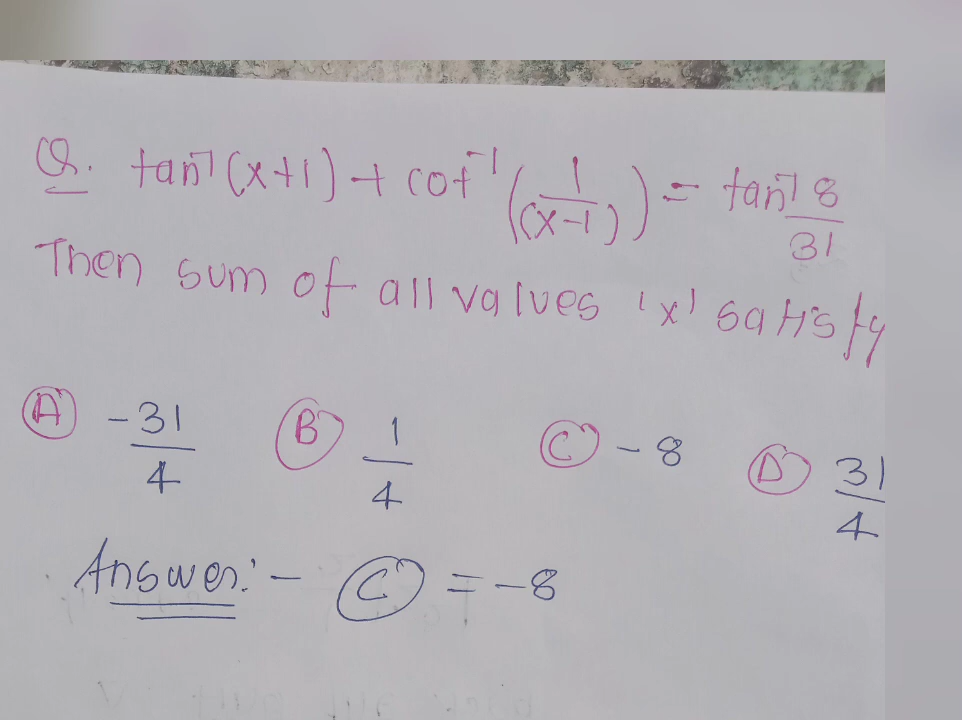 Q. tan⁻¹(x+1) + cot⁻¹(1/(x-1)) = tan⁻¹ 8/31
Then sum of all values 'x' satisfy
(A) -31/4 (B) 1/4 (C) -8 (D) 31/4
Answer:- (C) = -8